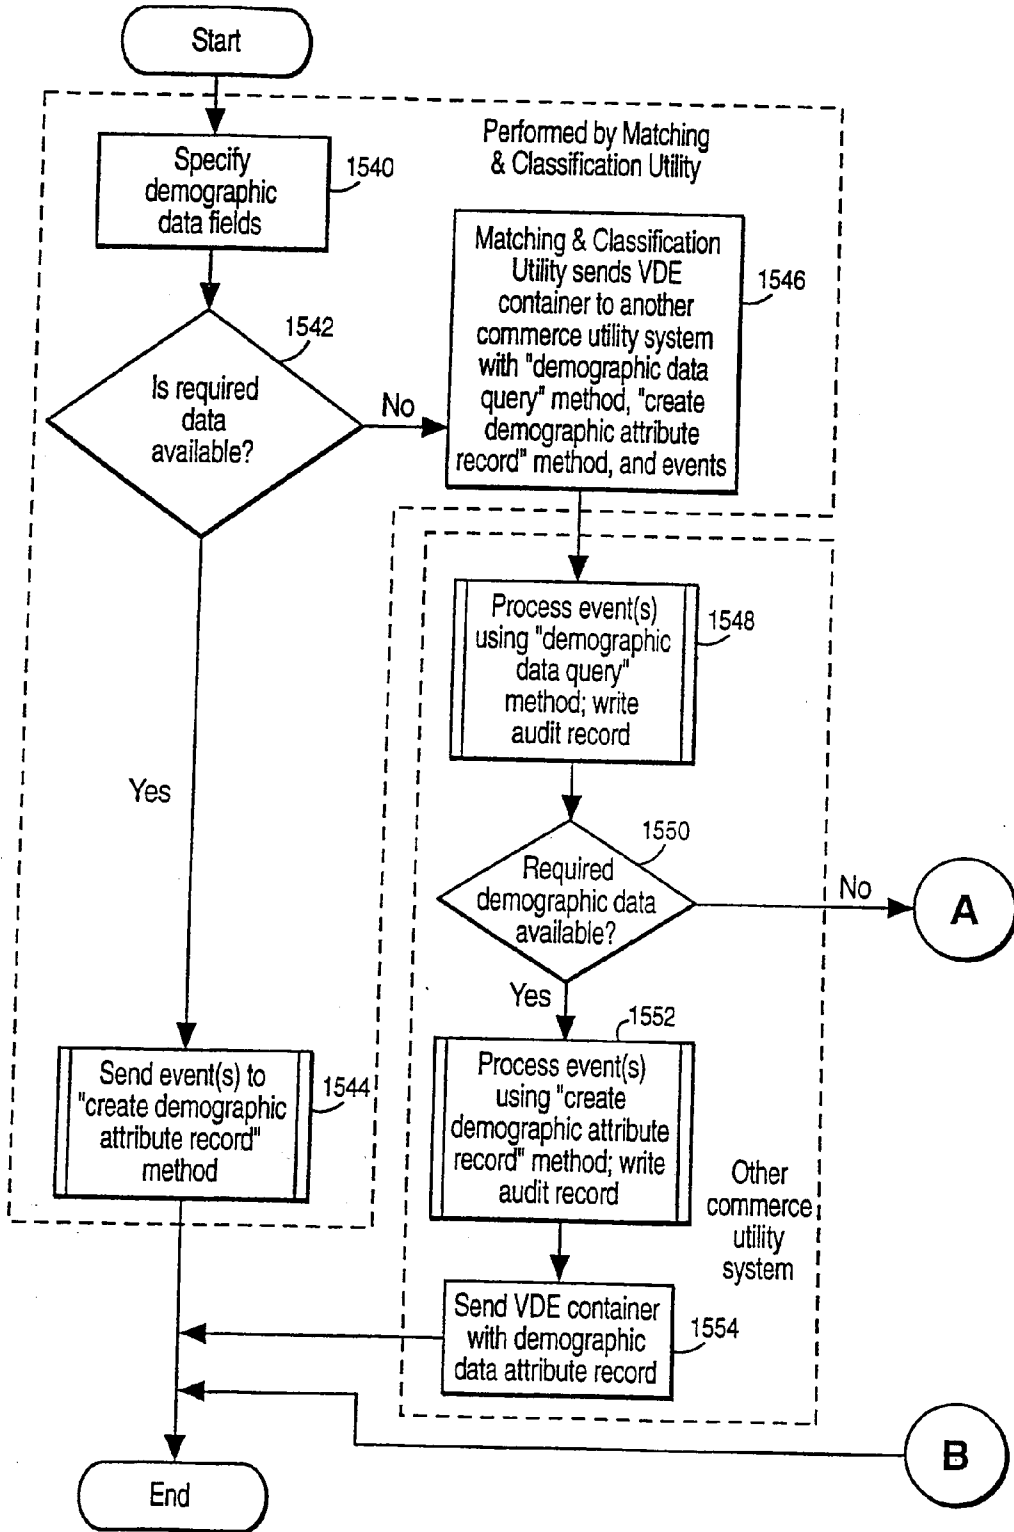 Start
Performed by Matching
& Classification Utility
Specify
demographic
data fields
1540
Matching & Classification
Utility sends VDE
container to another
commerce utility system
with "demographic data
query" method, "create
demographic attribute
record" method, and events
1546
1542
Is required
data
available?
No
Process event(s)
using "demographic
data query"
method; write
audit record
1548
Yes
1550
Required
demographic data
available?
No
A
Yes
1552
Process event(s)
using "create
demographic attribute
record" method; write
audit record
Send event(s) to
"create demographic
attribute record"
method
1544
Other
commerce
utility
system
Send VDE container
with demographic
data attribute record
1554
B
End